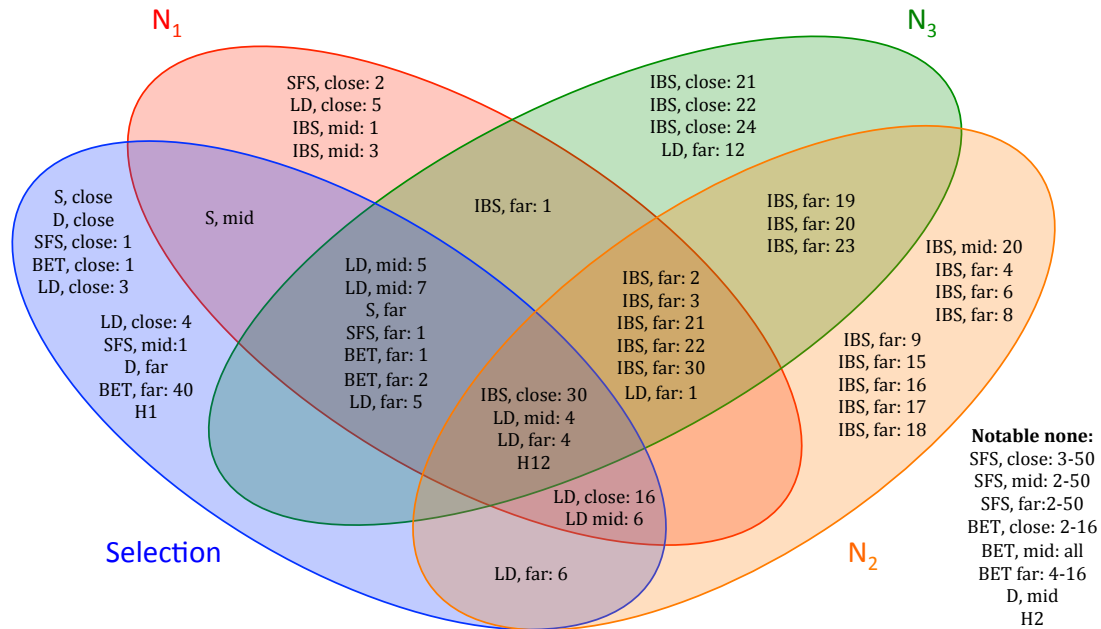 N1
N3
SFS, close: 2
LD, close: 5
IBS, mid: 1
IBS, mid: 3
IBS, close: 21
IBS, close: 22
IBS, close: 24
LD, far: 12
S, close
D, close
SFS, close: 1
BET, close: 1
LD, close: 3
LD, close: 4
SFS, mid:1
D, far
BET, far: 40
H1
S, mid
IBS, far: 1
IBS, far: 19
IBS, far: 20
IBS, far: 23
IBS, mid: 20
IBS, far: 4
IBS, far: 6
IBS, far: 8
IBS, far: 9
IBS, far: 15
IBS, far: 16
IBS, far: 17
IBS, far: 18
LD, mid: 5
LD, mid: 7
S, far
SFS, far: 1
BET, far: 1
BET, far: 2
LD, far: 5
IBS, far: 2
IBS, far: 3
IBS, far: 21
IBS, far: 22
IBS, far: 30
LD, far: 1
IBS, close: 30
LD, mid: 4
LD, far: 4
H12
LD, close: 16
LD mid: 6
LD, far: 6
Selection
N2
Notable none:
SFS, close: 3-50
SFS, mid: 2-50
SFS, far:2-50
BET, close: 2-16
BET, mid: all
BET far: 4-16
D, mid
H2